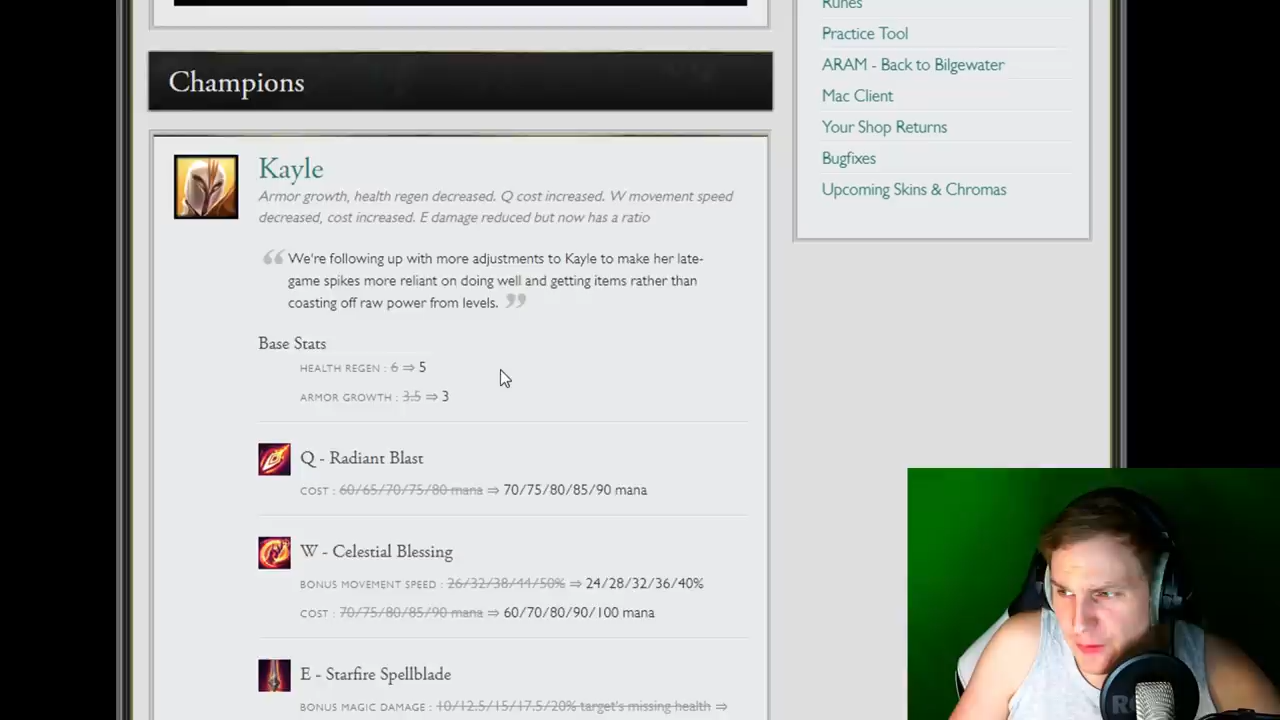 Runes
Practice Tool
ARAM - Back to Bilgewater
Mac Client
Your Shop Returns
Bugfixes
Upcoming Skins & Chromas
Champions
Kayle
Armor growth, health regen decreased. Q cost increased. W movement speed
decreased, cost increased. E damage reduced but now has a ratio
“ We're following up with more adjustments to Kayle to make her late-
game spikes more reliant on doing well and getting items rather than
coasting off raw power from levels. ”
Base Stats
HEALTH REGEN : 6 ⇒ 5
ARMOR GROWTH : 3.5 ⇒ 3
Q - Radiant Blast
COST : 60/65/70/75/80 mana ⇒ 70/75/80/85/90 mana
W - Celestial Blessing
BONUS MOVEMENT SPEED : 26/32/38/44/50% ⇒ 24/28/32/36/40%
COST : 70/75/80/85/90 mana ⇒ 60/70/80/90/100 mana
E - Starfire Spellblade
BONUS MAGIC DAMAGE : 10/12.5/15/17.5/20% target's missing health ⇒